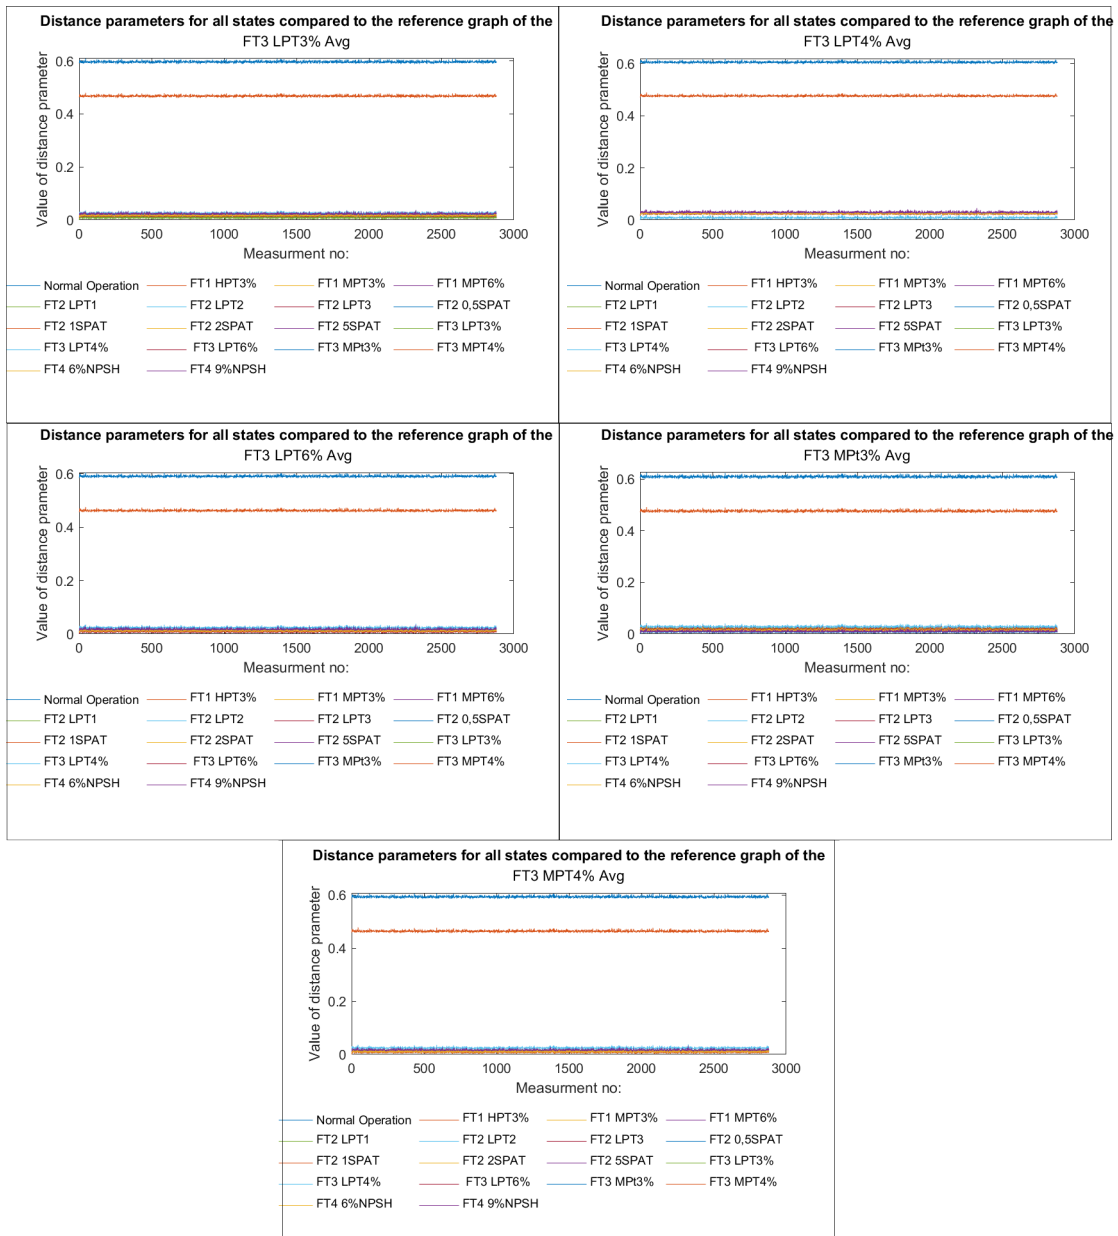 Distance parameters for all states compared to the reference graph of the
FT3 LPT3% Avg
Value of distance prameter
0.6
0.4
0.2
0
0 500 1000 1500 2000 2500 3000
Measurment no:
Normal Operation FT1 HPT3% FT1 MPT3% FT1 MPT6%
FT2 LPT1 FT2 LPT2 FT2 LPT3 FT2 0,5SPAT
FT2 1SPAT FT2 2SPAT FT2 5SPAT FT3 LPT3%
FT3 LPT4% FT3 LPT6% FT3 MPt3% FT3 MPT4%
FT4 6%NPSH FT4 9%NPSH
Distance parameters for all states compared to the reference graph of the
FT3 LPT4% Avg
Value of distance prameter
0.6
0.4
0.2
0
0 500 1000 1500 2000 2500 3000
Measurment no:
Normal Operation FT1 HPT3% FT1 MPT3% FT1 MPT6%
FT2 LPT1 FT2 LPT2 FT2 LPT3 FT2 0,5SPAT
FT2 1SPAT FT2 2SPAT FT2 5SPAT FT3 LPT3%
FT3 LPT4% FT3 LPT6% FT3 MPt3% FT3 MPT4%
FT4 6%NPSH FT4 9%NPSH
Distance parameters for all states compared to the reference graph of the
FT3 LPT6% Avg
Value of distance prameter
0.6
0.4
0.2
0
0 500 1000 1500 2000 2500 3000
Measurment no:
Normal Operation FT1 HPT3% FT1 MPT3% FT1 MPT6%
FT2 LPT1 FT2 LPT2 FT2 LPT3 FT2 0,5SPAT
FT2 1SPAT FT2 2SPAT FT2 5SPAT FT3 LPT3%
FT3 LPT4% FT3 LPT6% FT3 MPt3% FT3 MPT4%
FT4 6%NPSH FT4 9%NPSH
Distance parameters for all states compared to the reference graph of the
FT3 MPt3% Avg
Value of distance prameter
0.6
0.4
0.2
0
0 500 1000 1500 2000 2500 3000
Measurment no:
Normal Operation FT1 HPT3% FT1 MPT3% FT1 MPT6%
FT2 LPT1 FT2 LPT2 FT2 LPT3 FT2 0,5SPAT
FT2 1SPAT FT2 2SPAT FT2 5SPAT FT3 LPT3%
FT3 LPT4% FT3 LPT6% FT3 MPt3% FT3 MPT4%
FT4 6%NPSH FT4 9%NPSH
Distance parameters for all states compared to the reference graph of the
FT3 MPT4% Avg
Value of distance prameter
0.6
0.4
0.2
0
0 500 1000 1500 2000 2500 3000
Measurment no:
Normal Operation FT1 HPT3% FT1 MPT3% FT1 MPT6%
FT2 LPT1 FT2 LPT2 FT2 LPT3 FT2 0,5SPAT
FT2 1SPAT FT2 2SPAT FT2 5SPAT FT3 LPT3%
FT3 LPT4% FT3 LPT6% FT3 MPt3% FT3 MPT4%
FT4 6%NPSH FT4 9%NPSH